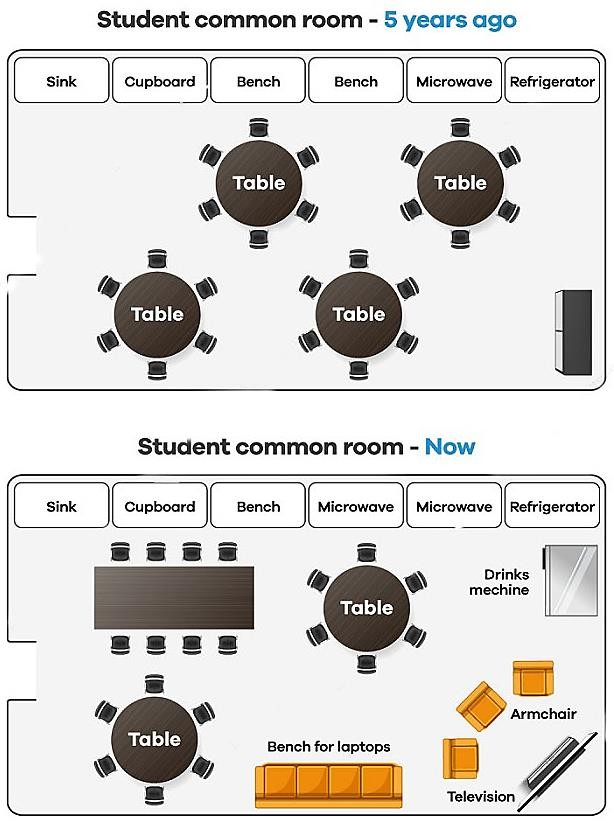 Student common room - 5 years ago
Sink Cupboard Bench Bench Microwave Refrigerator
Table Table
Table Table
Student common room - Now
Sink Cupboard Bench Microwave Microwave Refrigerator
Drinks
mechine
Table
Armchair
Table
Bench for laptops
Television